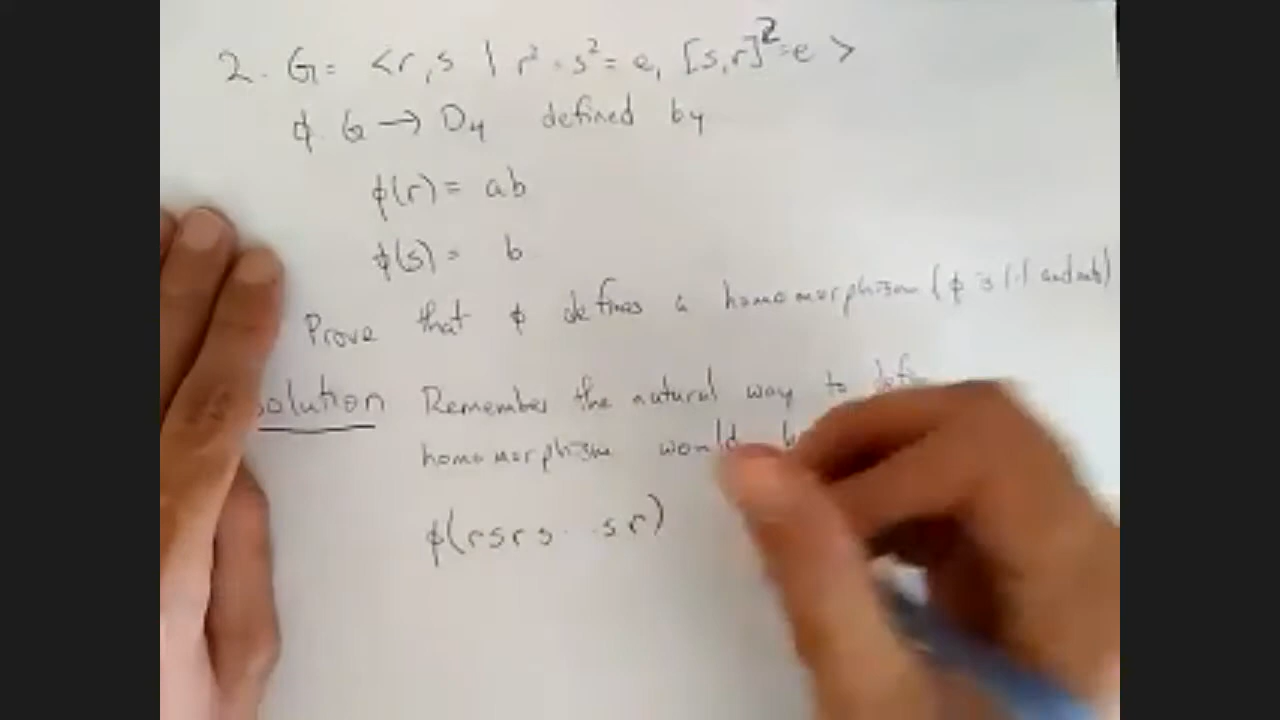 2. G = <r, s | r² = s² = e, [s,r]² = e >
φ: G → D4 defined by
φ(r) = ab
φ(s) = b
Prove that φ defines a homomorphism (φ is 1-1 and onto)
Solution Remember the natural way to
homomorphism would
φ(rsrs...sr)